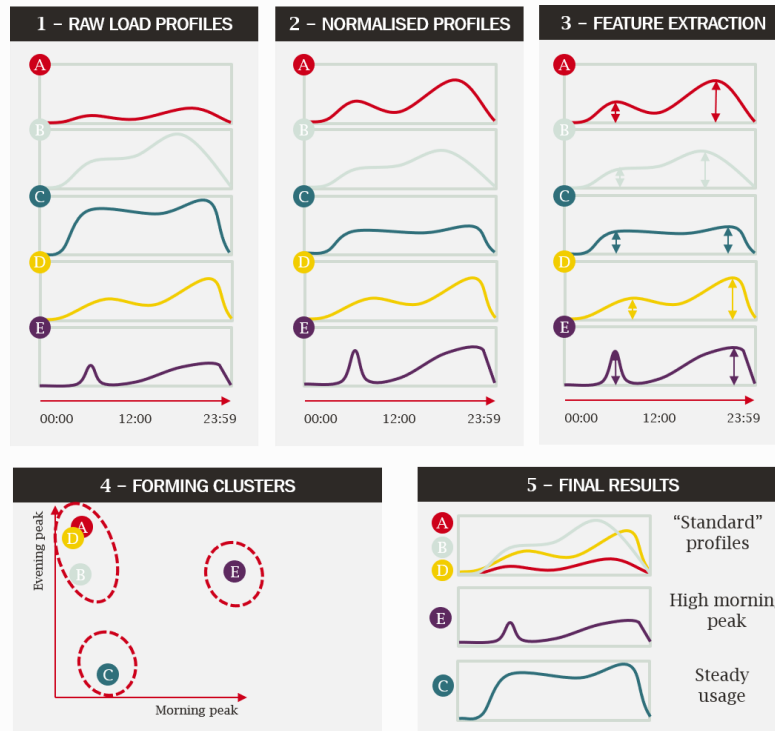 1 – RAW LOAD PROFILES
A
B
C
D
E
00:00 12:00 23:59
2 – NORMALISED PROFILES
A
B
C
D
E
00:00 12:00 23:59
3 – FEATURE EXTRACTION
A
B
C
D
E
00:00 12:00 23:59
4 – FORMING CLUSTERS
Evening peak
A
D
B
E
C
Morning peak
5 – FINAL RESULTS
A
B
D
“Standard”
profiles
E
High mornin
peak
C
Steady
usage